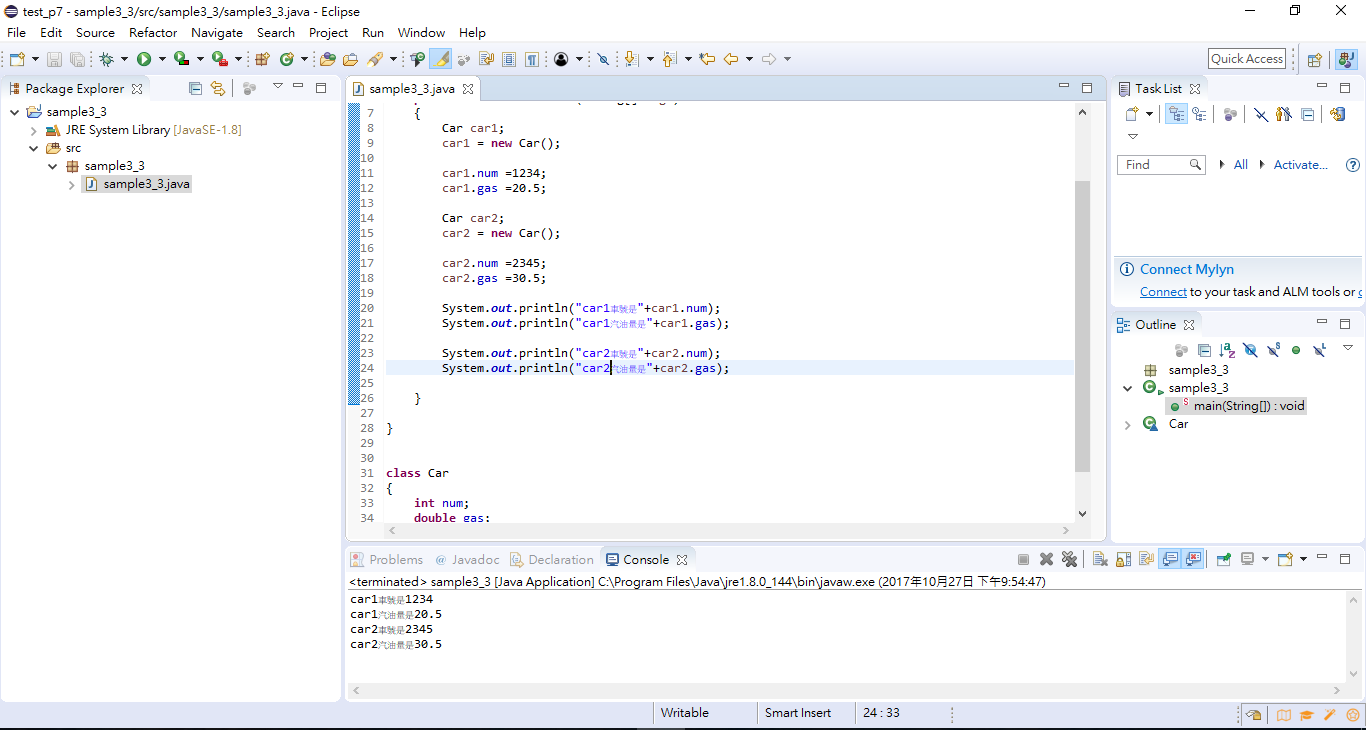 test_p7 - sample3_3/src/sample3_3/sample3_3.java - Eclipse
File Edit Source Refactor Navigate Search Project Run Window Help
Quick Access
Package Explorer
sample3_3
JRE System Library [JavaSE-1.8]
src
sample3_3
sample3_3.java
sample3_3.java
7 {
8 Car car1;
9 car1 = new Car();
10
11 car1.num =1234;
12 car1.gas =20.5;
13
14 Car car2;
15 car2 = new Car();
16
17 car2.num =2345;
18 car2.gas =30.5;
19
20 System.out.println("car1車號是"+car1.num);
21 System.out.println("car1汽油量是"+car1.gas);
22
23 System.out.println("car2車號是"+car2.num);
24 System.out.println("car2汽油量是"+car2.gas);
25
26 }
27
28 }
29
30
31 class Car
32 {
33 int num;
34 double gas;
Task List
Find All Activate...
Connect Mylyn
Connect to your task and ALM tools or
Outline
sample3_3
sample3_3
main(String[]) : void
Car
Problems @ Javadoc Declaration Console
<terminated> sample3_3 [Java Application] C:\Program Files\Java\jre1.8.0_144\bin\javaw.exe (2017年10月27日 下午9:54:47)
car1車號是1234
car1汽油量是20.5
car2車號是2345
car2汽油量是30.5
Writable Smart Insert 24 : 33